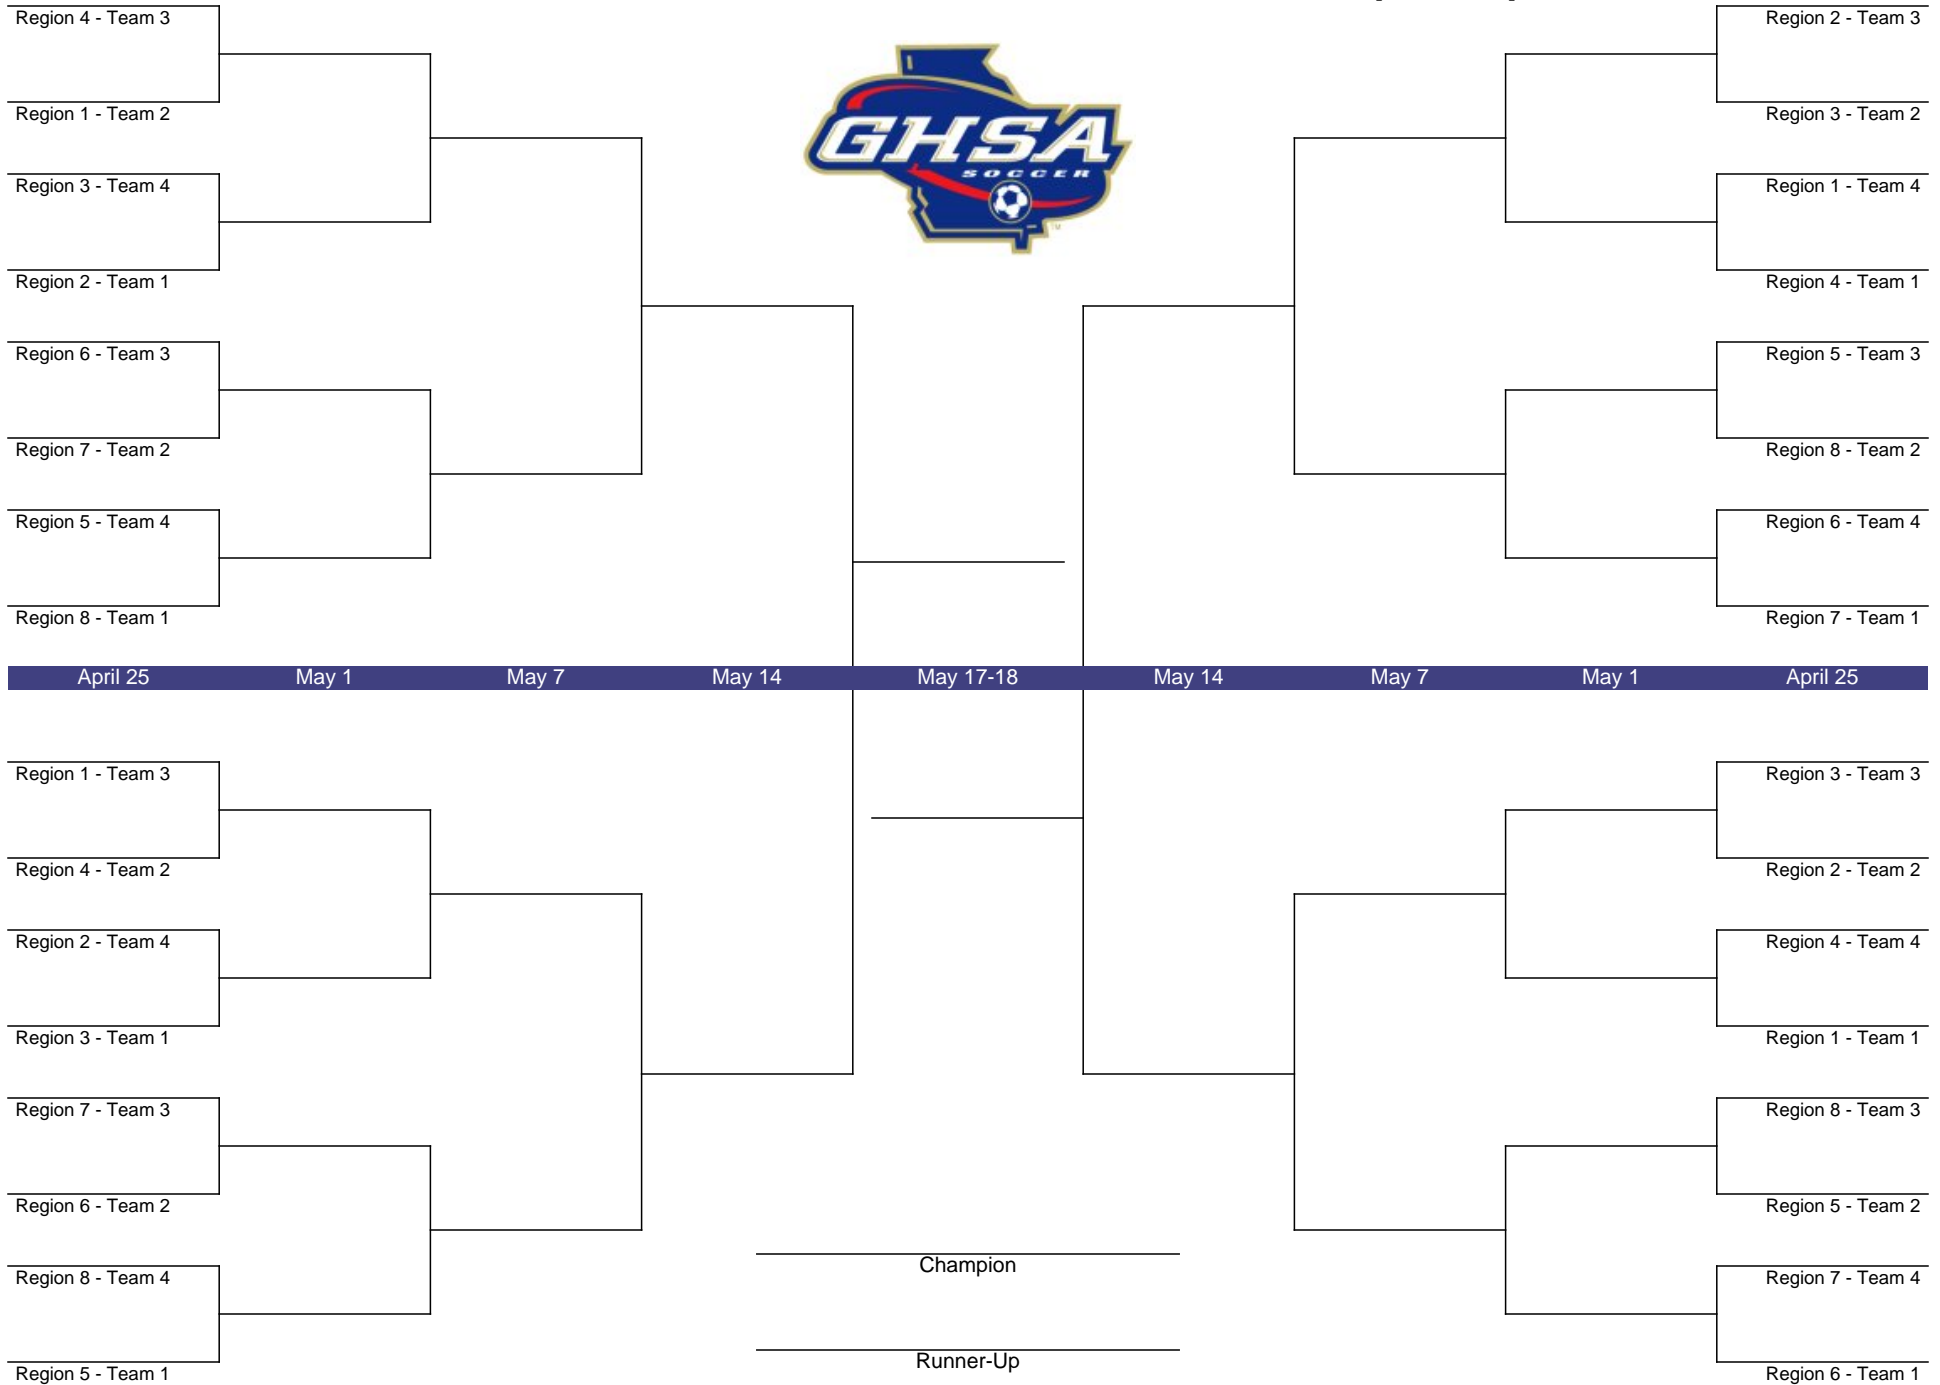 Region 4 - Team 3
Region 1 - Team 2
Region 3 - Team 4
Region 2 - Team 1
Region 6 - Team 3
Region 7 - Team 2
Region 5 - Team 4
Region 8 - Team 1
GHSA
SOCCER
TM
Region 2 - Team 3
Region 3 - Team 2
Region 1 - Team 4
Region 4 - Team 1
Region 5 - Team 3
Region 8 - Team 2
Region 6 - Team 4
Region 7 - Team 1
April 25 May 1 May 7 May 14 May 17-18 May 14 May 7 May 1 April 25
Region 1 - Team 3
Region 4 - Team 2
Region 2 - Team 4
Region 3 - Team 1
Region 7 - Team 3
Region 6 - Team 2
Region 8 - Team 4
Region 5 - Team 1
Champion
Runner-Up
Region 3 - Team 3
Region 2 - Team 2
Region 4 - Team 4
Region 1 - Team 1
Region 8 - Team 3
Region 5 - Team 2
Region 7 - Team 4
Region 6 - Team 1